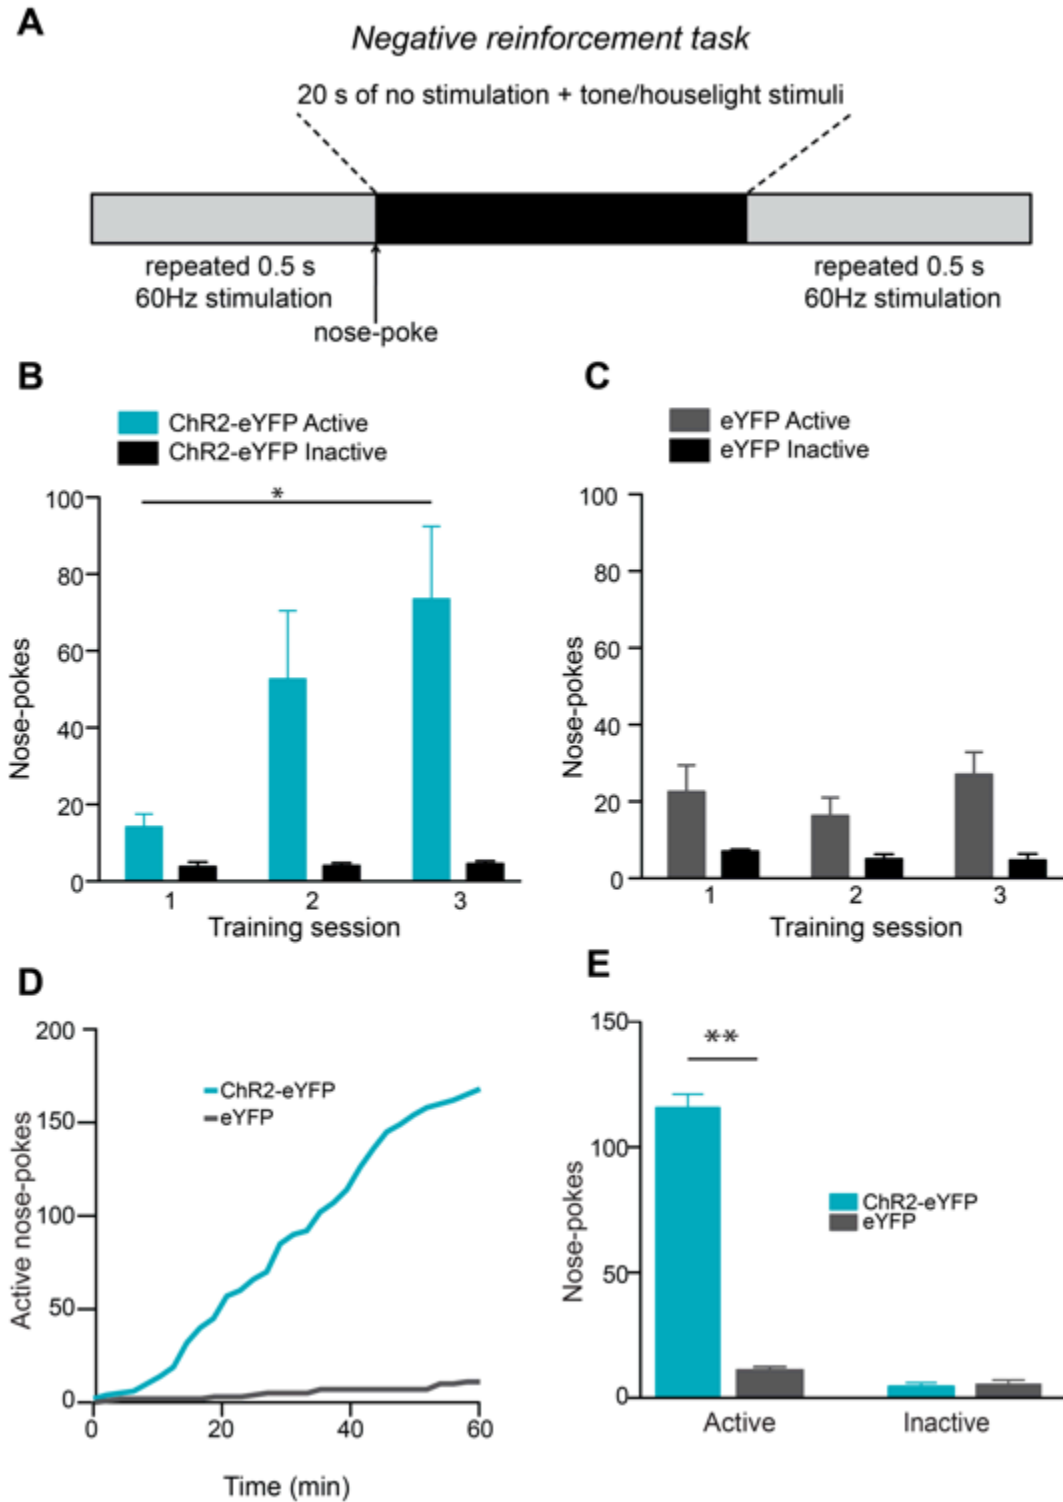 A
Negative reinforcement task
20 s of no stimulation + tone/houselight stimuli
repeated 0.5 s
60Hz stimulation
repeated 0.5 s
60Hz stimulation
nose-poke
B
ChR2-eYFP Active
ChR2-eYFP Inactive
*
100
80
60
40
20
0
Nose-pokes
1 2 3
Training session
C
eYFP Active
eYFP Inactive
100
80
60
40
20
0
Nose-pokes
1 2 3
Training session
D
200
150
100
50
0
Active nose-pokes
ChR2-eYFP
eYFP
0 20 40 60
Time (min)
E
150
100
50
0
Nose-pokes
**
ChR2-eYFP
eYFP
Active Inactive